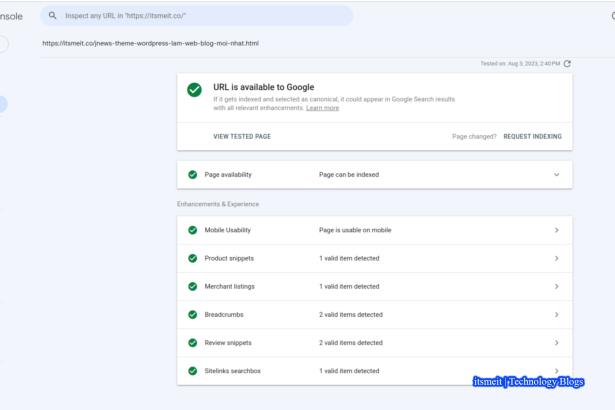 nsole
Inspect any URL in "https://itsmeit.co/"
https://itsmeit.co/jnews-theme-wordpress-lam-web-blog-moi-nhat.html
Tested on: Aug 3, 2023, 2:40 PM
URL is available to Google
If it gets indexed and selected as canonical, it could appear in Google Search results
with all relevant enhancements. Learn more
VIEW TESTED PAGE
Page changed? REQUEST INDEXING
Page availability Page can be indexed
Enhancements & Experience
Mobile Usability Page is usable on mobile
Product snippets 1 valid item detected
Merchant listings 1 valid item detected
Breadcrumbs 2 valid items detected
Review snippets 2 valid items detected
Sitelinks searchbox 1 valid item detected
itsmeit | Technology Blogs